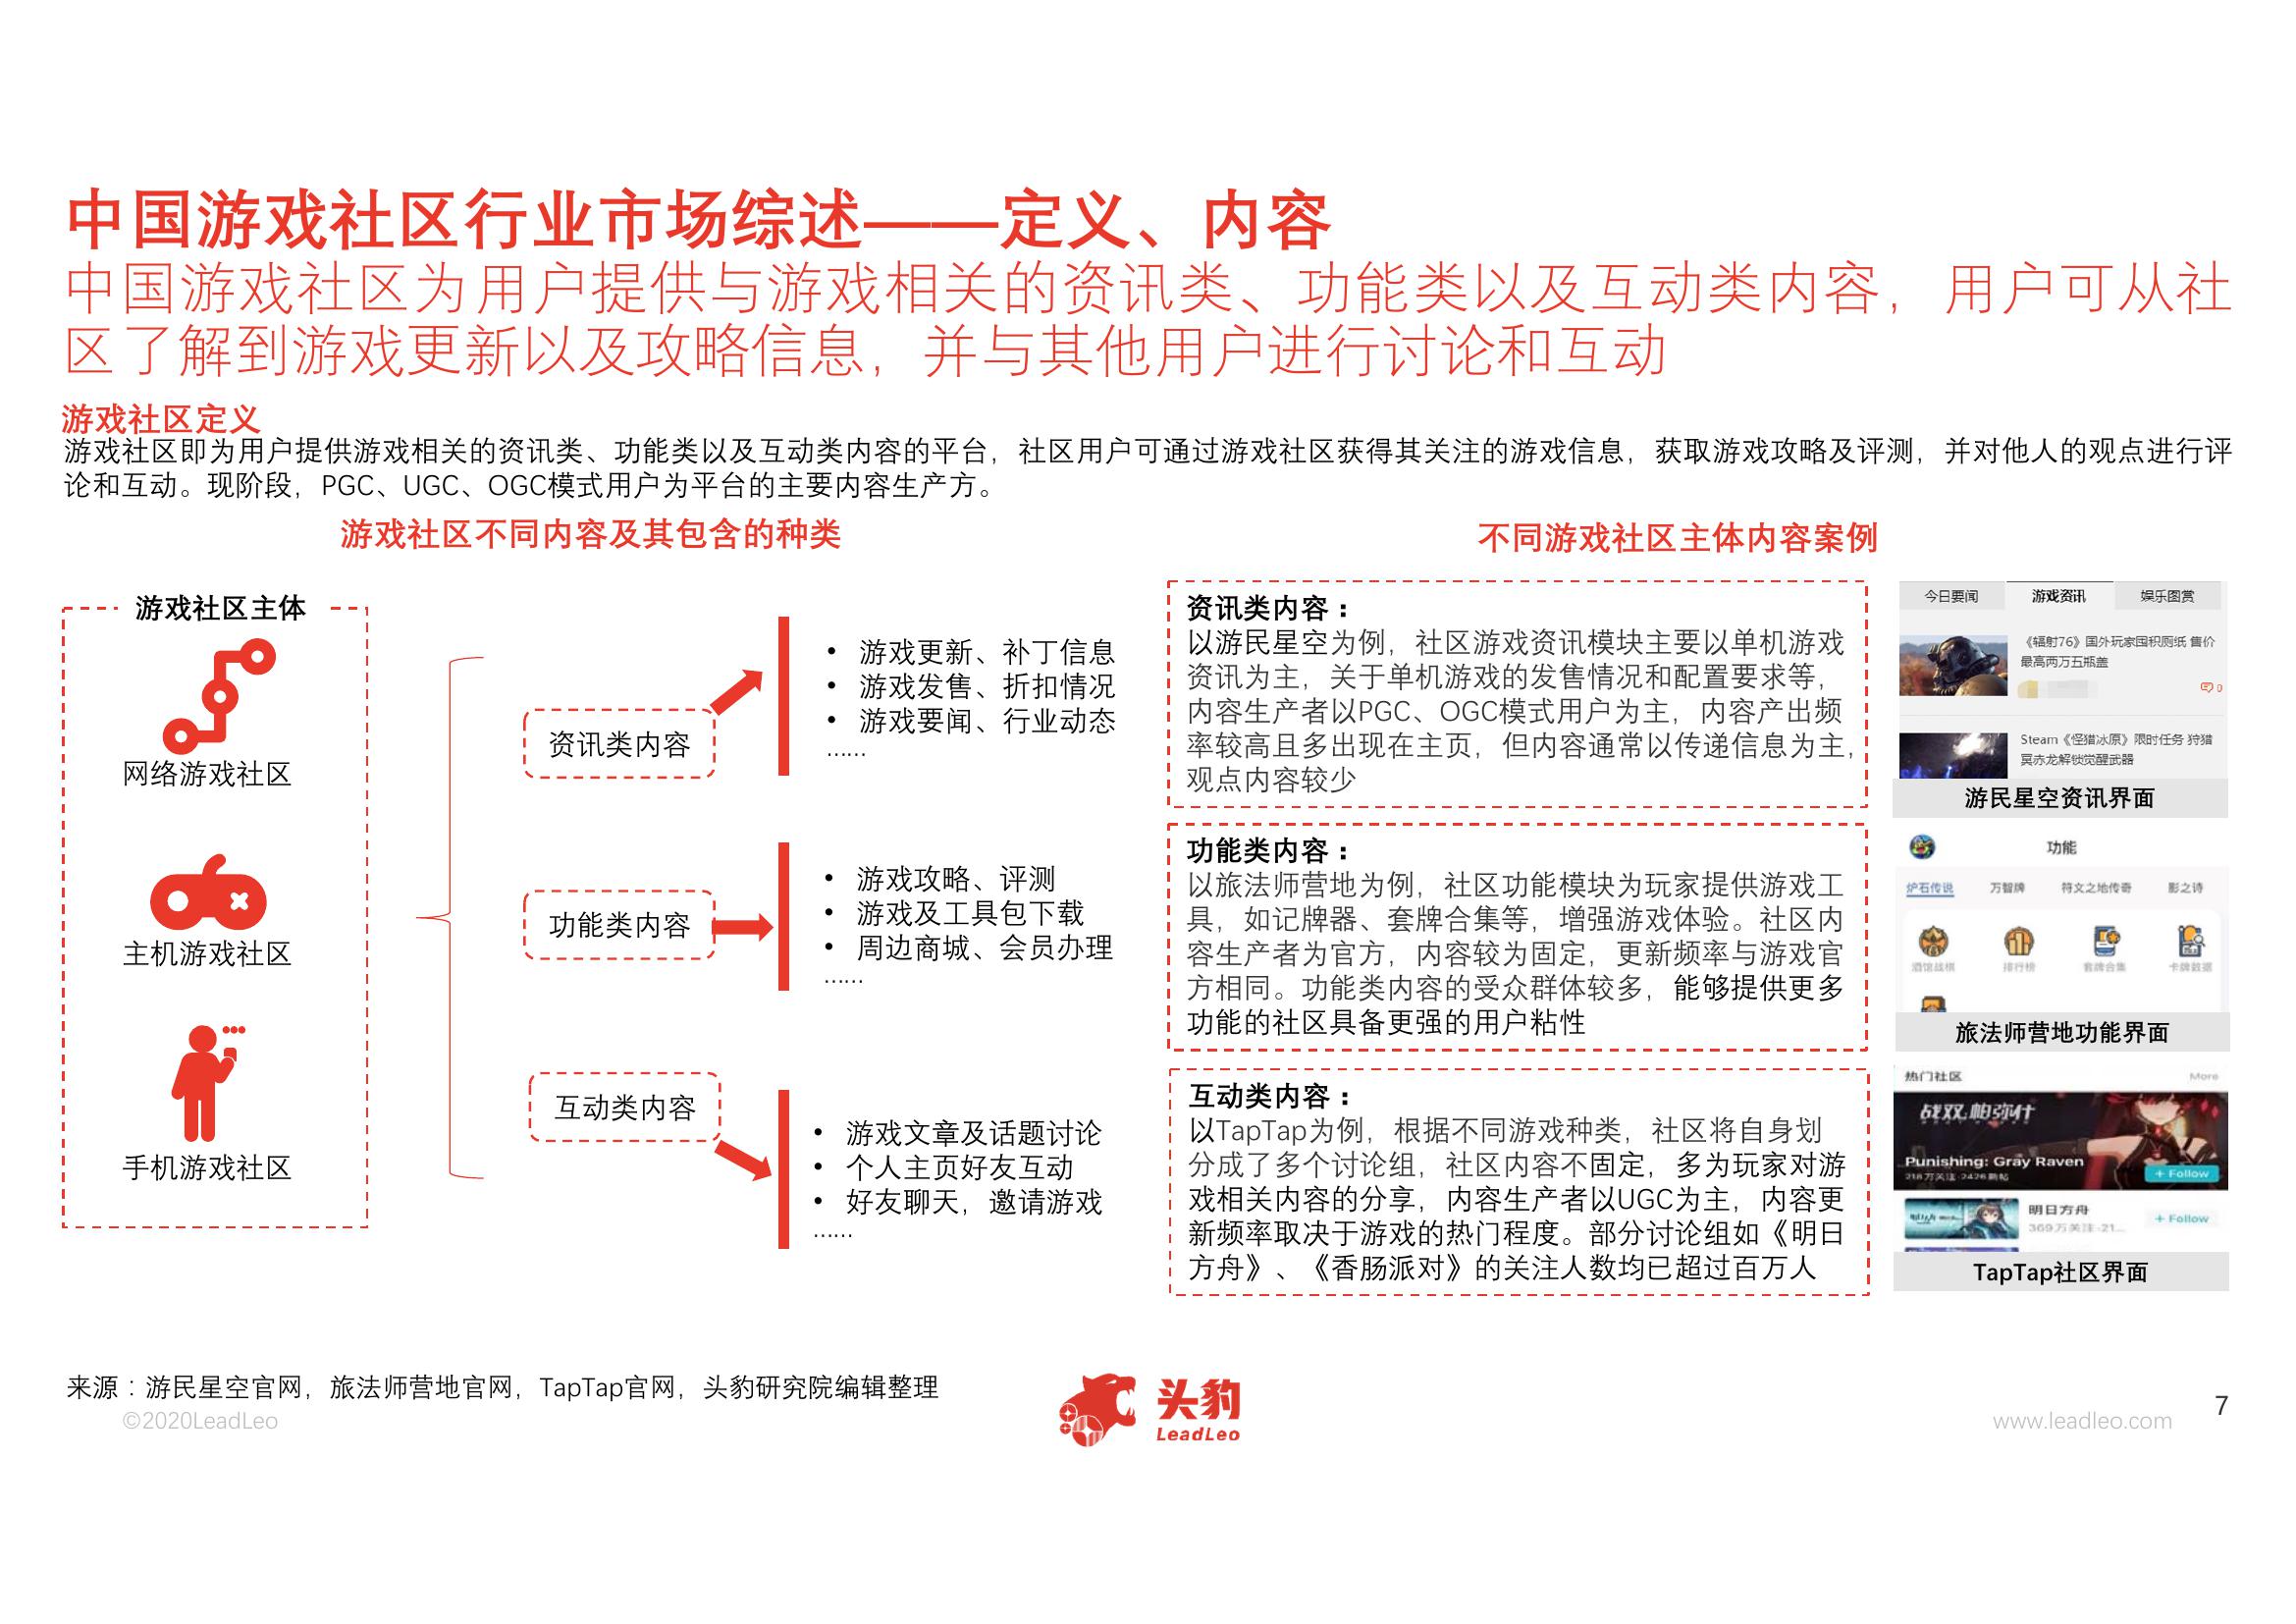 中国游戏社区行业市场综述——定义、内容
中国游戏社区为用户提供与游戏相关的资讯类、功能类以及互动类内容，用户可从社
区了解到游戏更新以及攻略信息，并与其他用户进行讨论和互动
游戏社区定义
游戏社区即为用户提供游戏相关的资讯类、功能类以及互动类内容的平台，社区用户可通过游戏社区获得其关注的游戏信息，获取游戏攻略及评测，并对他人的观点进行评
论和互动。现阶段，PGC、UGC、OGC模式用户为平台的主要内容生产方。
游戏社区不同内容及其包含的种类
游戏社区主体
网络游戏社区
主机游戏社区
手机游戏社区
资讯类内容
• 游戏更新、补丁信息
• 游戏发售、折扣情况
• 游戏要闻、行业动态
……
功能类内容
• 游戏攻略、评测
• 游戏及工具包下载
• 周边商城、会员办理
……
互动类内容
• 游戏文章及话题讨论
• 个人主页好友互动
• 好友聊天，邀请游戏
……
不同游戏社区主体内容案例
资讯类内容：
以游民星空为例，社区游戏资讯模块主要以单机游戏
资讯为主，关于单机游戏的发售情况和配置要求等，
内容生产者以PGC、OGC模式用户为主，内容产出频
率较高且多出现在主页，但内容通常以传递信息为主，
观点内容较少
今日要闻 游戏资讯 娱乐图赏
《辐射76》国外玩家囤积厕纸 售价
最高两万五瓶盖
0
Steam《怪猎冰原》限时任务 狩猎
冥赤龙解锁觉醒武器
游民星空资讯界面
功能类内容：
以旅法师营地为例，社区功能模块为玩家提供游戏工
具，如记牌器、套牌合集等，增强游戏体验。社区内
容生产者为官方，内容较为固定，更新频率与游戏官
方相同。功能类内容的受众群体较多，能够提供更多
功能的社区具备更强的用户粘性
功能
炉石传说 万智牌 符文之地传奇 影之诗
酒馆战棋 排行榜 套牌合集 卡牌数据
旅法师营地功能界面
互动类内容：
以TapTap为例，根据不同游戏种类，社区将自身划
分成了多个讨论组，社区内容不固定，多为玩家对游
戏相关内容的分享，内容生产者以UGC为主，内容更
新频率取决于游戏的热门程度。部分讨论组如《明日
方舟》、《香肠派对》的关注人数均已超过百万人
热门社区 More
战双帕弥什
Punishing: Gray Raven
218万关注·2426新帖
+ Follow
明日方舟
369万关注·21...
+ Follow
TapTap社区界面
来源：游民星空官网，旅法师营地官网，TapTap官网，头豹研究院编辑整理
©2020LeadLeo
头豹
LeadLeo
www.leadleo.com
7